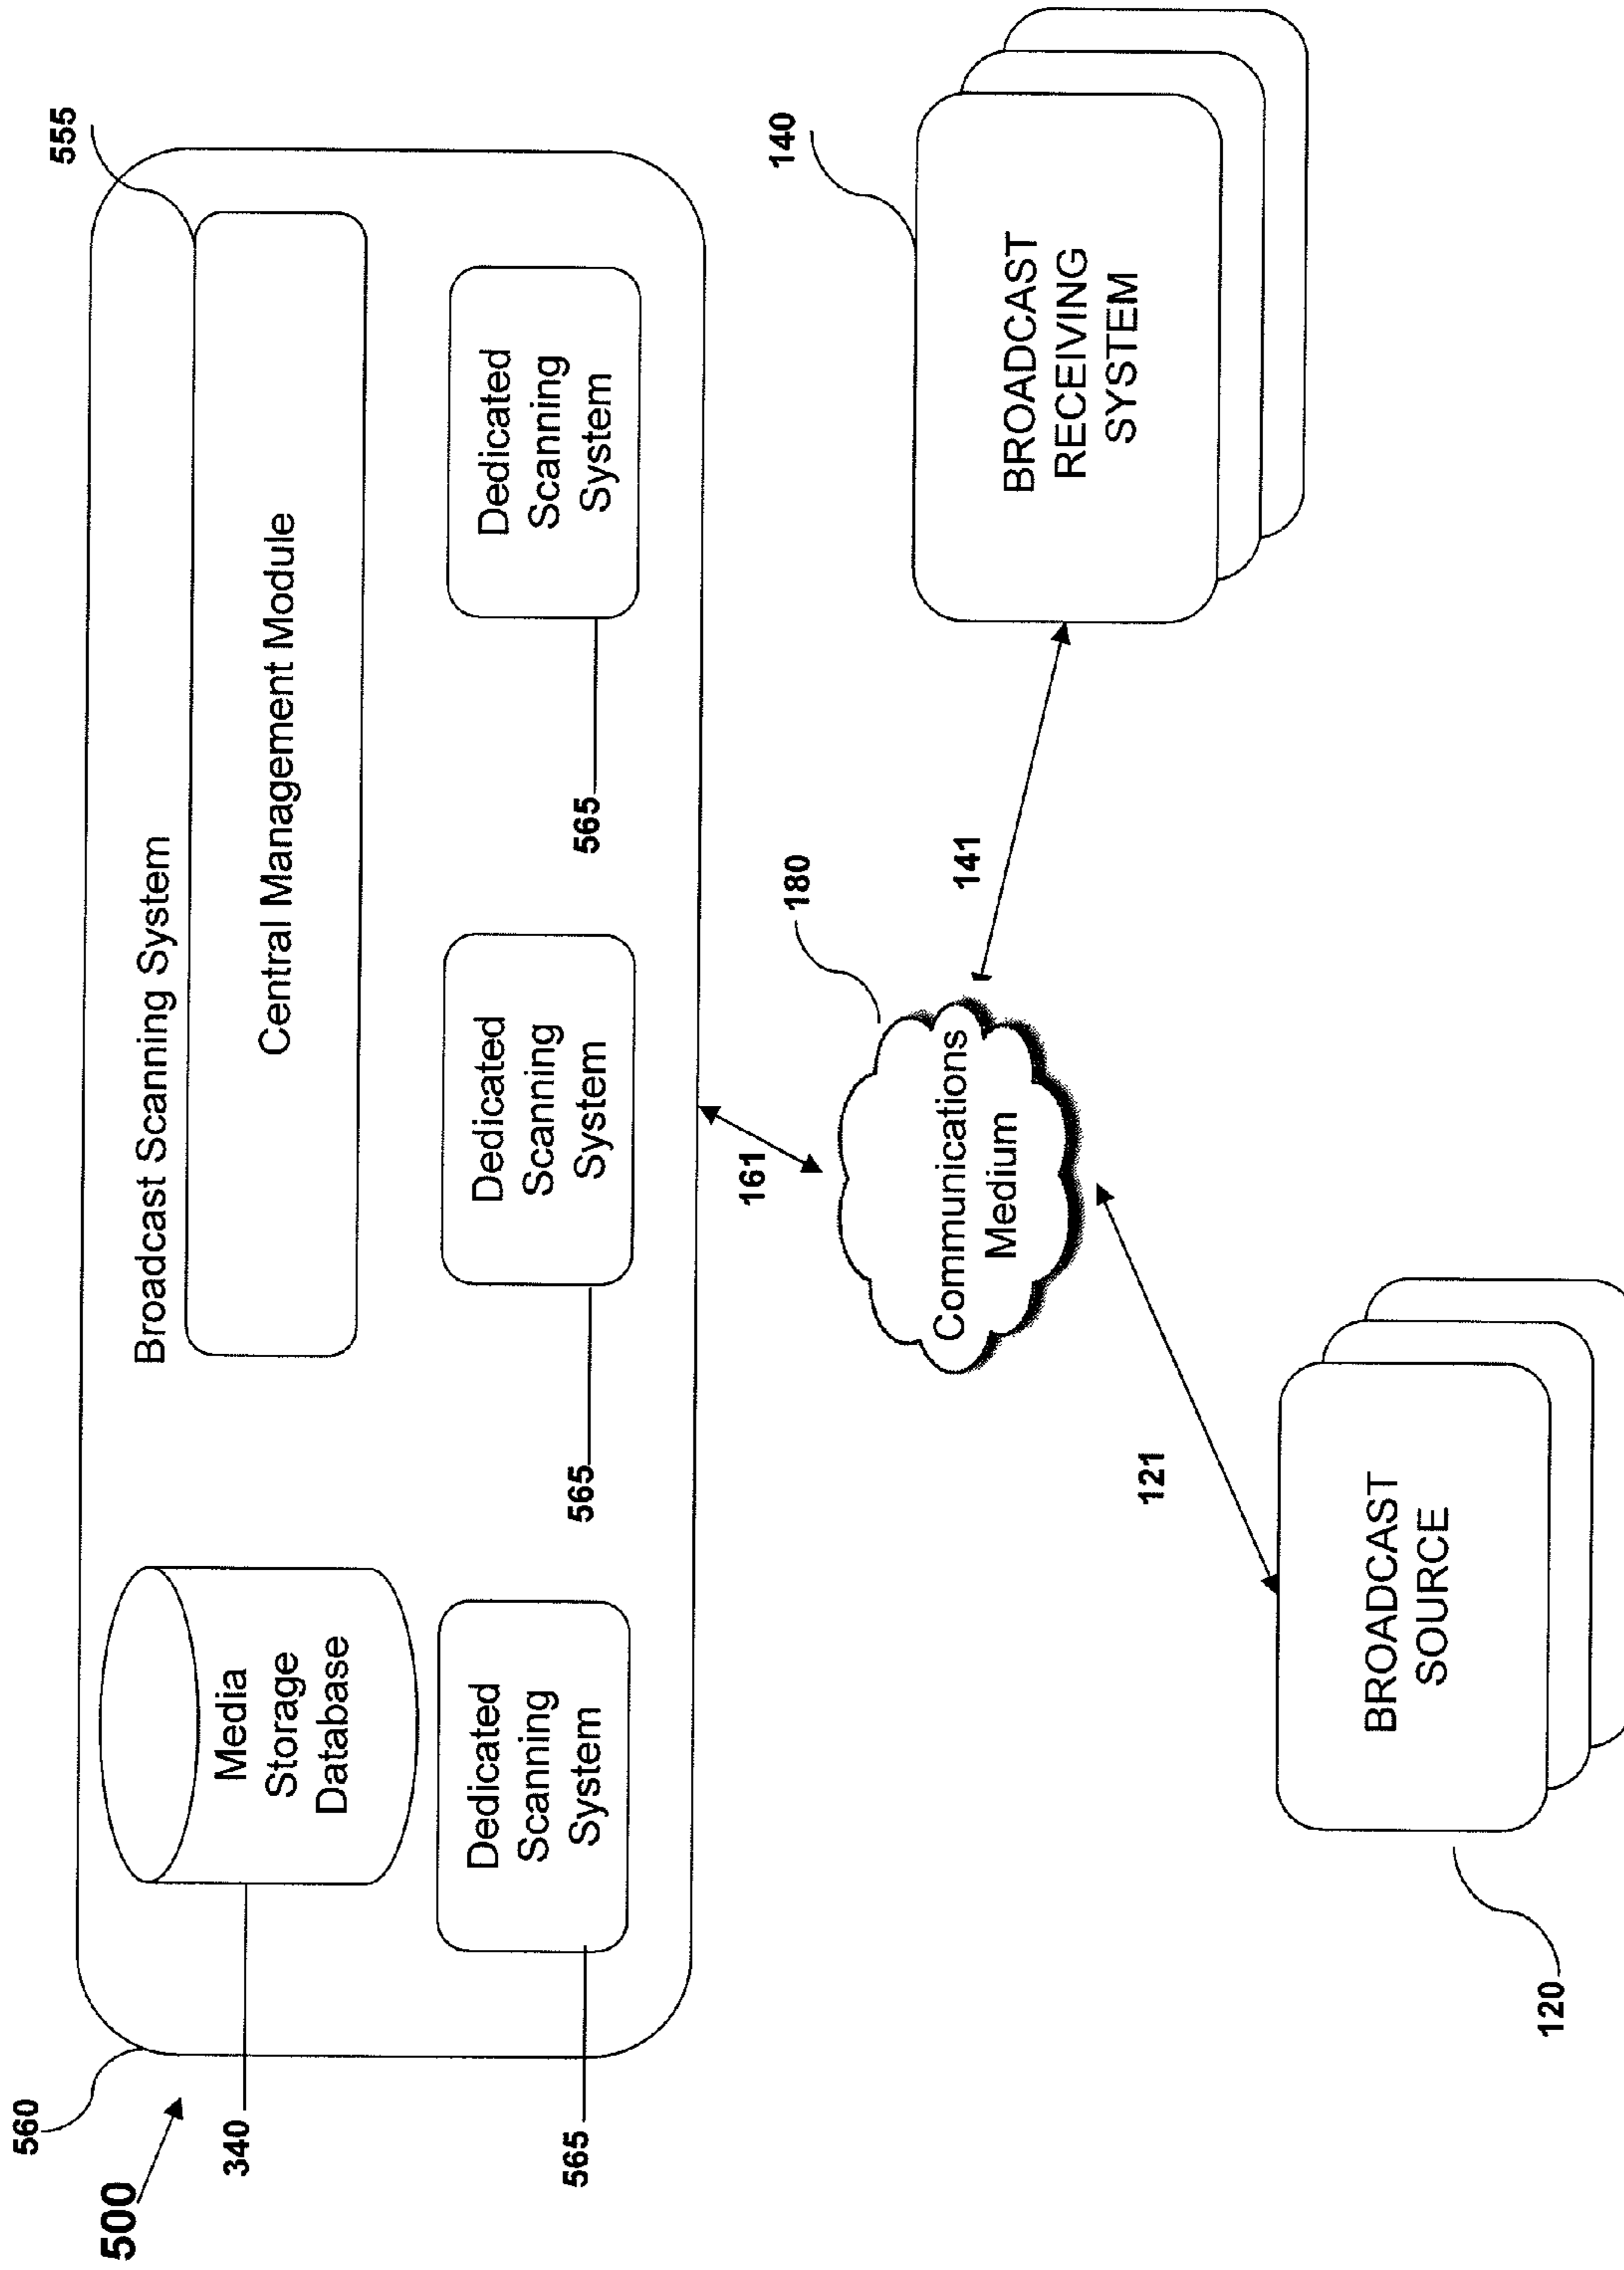 500
560
555
Broadcast Scanning System
Media
Storage
Database
Central Management Module
340
Dedicated
Scanning
System
Dedicated
Scanning
System
Dedicated
Scanning
System
565
565
565
161
180
140
Communications
Medium
141
BROADCAST
RECEIVING
SYSTEM
121
BROADCAST
SOURCE
120